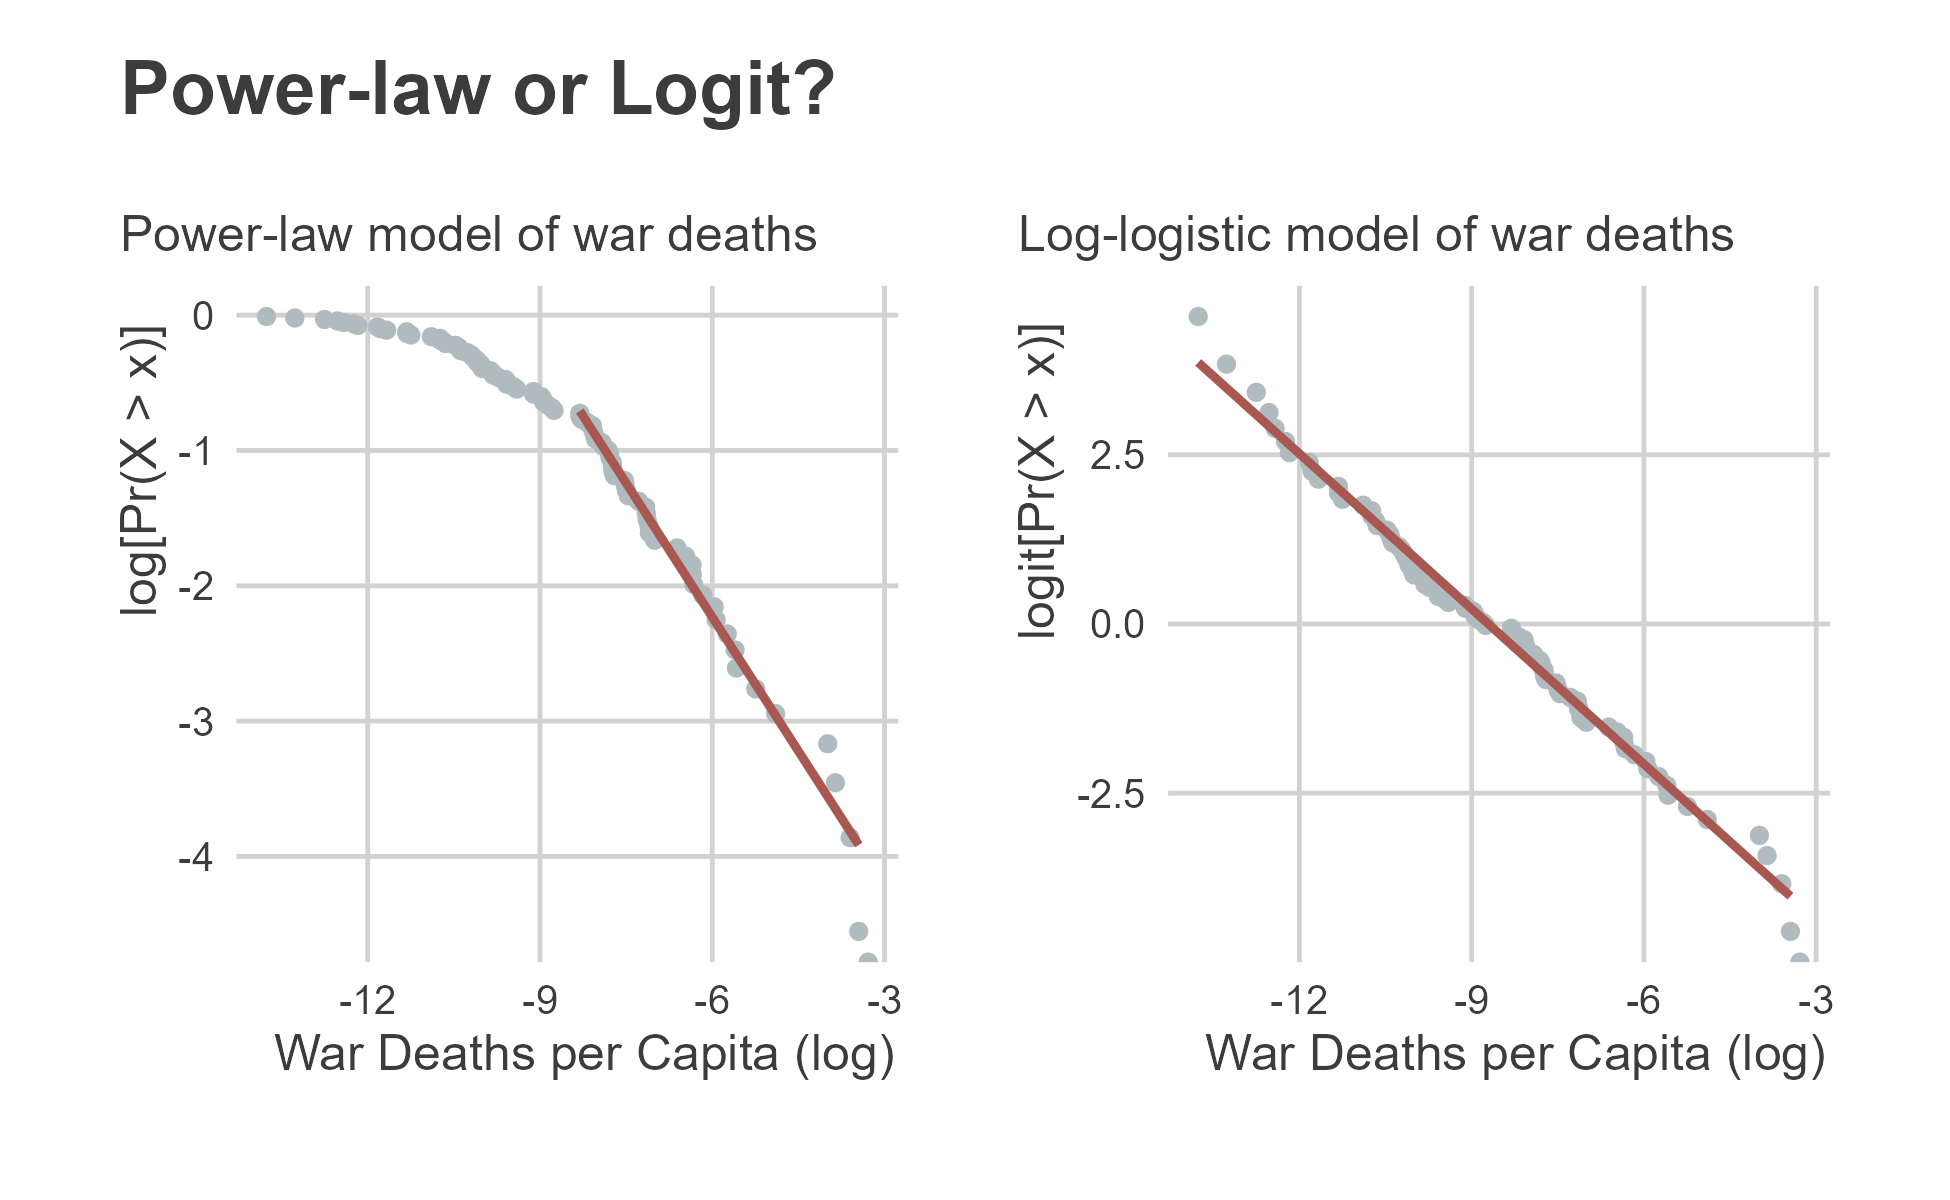 Power-law or Logit?
Power-law model of war deaths
log[Pr(X > x)]
0
-1
-2
-3
-4
-12 -9 -6 -3
War Deaths per Capita (log)
Log-logistic model of war deaths
logit[Pr(X > x)]
2.5
0.0
-2.5
-12 -9 -6 -3
War Deaths per Capita (log)